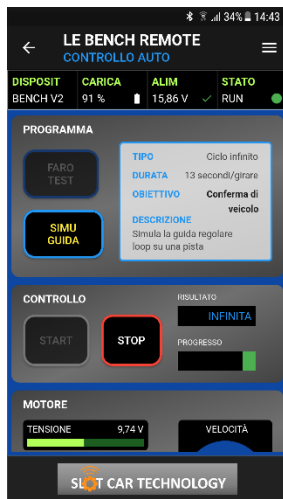 34% 14:43
LE BENCH REMOTE
CONTROLLO AUTO
DISPOSIT CARICA ALIM STATO
BENCH V2 91 % 15,86 V RUN
PROGRAMMA
FARO
TEST
SIMU
GUIDA
TIPO Ciclo infinito
DURATA 13 secondi/girare
OBIETTIVO Conferma di
veicolo
DESCRIZIONE
Simula la guida regolare
loop su una pista
CONTROLLO
START
STOP
RISULTATO
INFINITA
PROGRESSO
MOTORE
TENSIONE 9,74 V
VELOCITÀ
SLOT CAR TECHNOLOGY